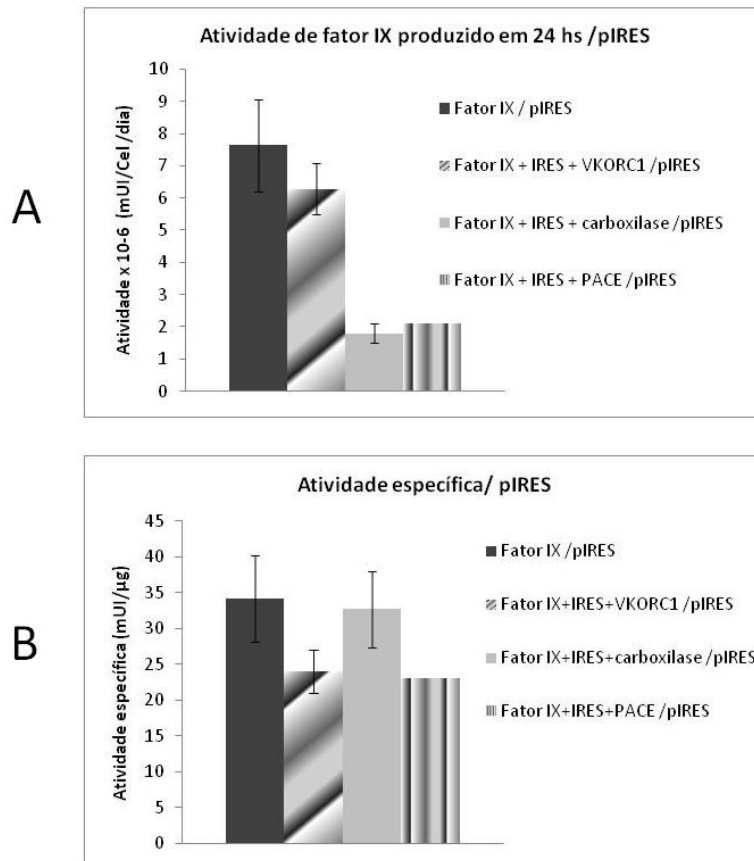 A
Atividade de fator IX produzido em 24 hs /pIRES
Atividade x 10-6 (mUI/Cel /dia)
10
9
8
7
6
5
4
3
2
1
0
Fator IX / pIRES
Fator IX + IRES + VKORC1 /pIRES
Fator IX + IRES + carboxilase /pIRES
Fator IX + IRES + PACE /pIRES
B
Atividade específica/ pIRES
Atividade específica (mUI/µg)
45
40
35
30
25
20
15
10
5
0
Fator IX /pIRES
Fator IX+IRES+VKORC1 /pIRES
Fator IX+IRES+carboxilase /pIRES
Fator IX+IRES+PACE /pIRES